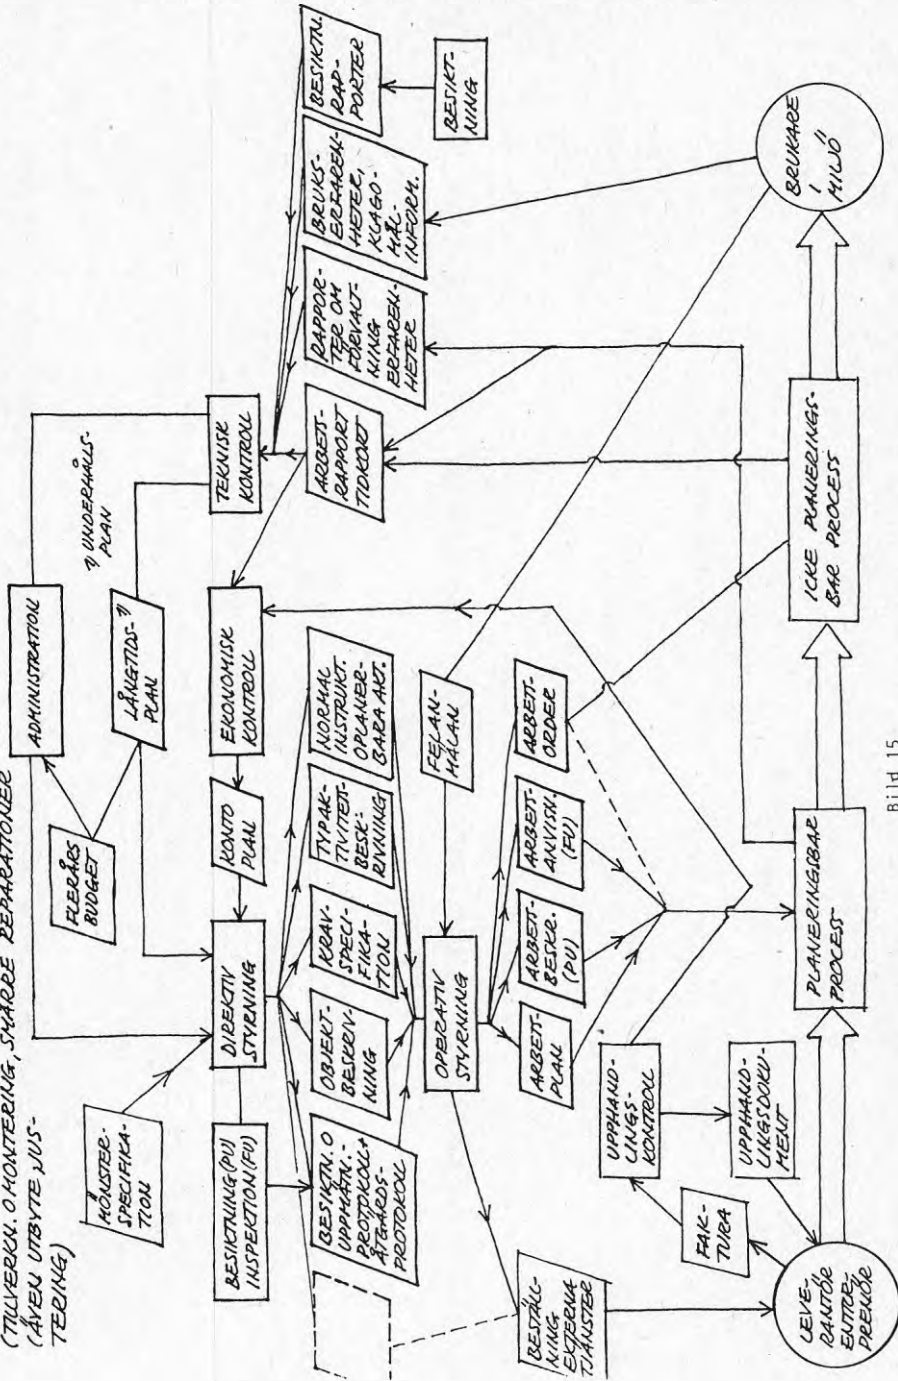 (TILLVERKN. O MONTERING, SMÄRRE REPARATIONER
(ÄVEN UTBYTE, JUS-
TERING)
MÖNSTER-
SPECIFIKA-
TION
FLERÅRS
BUDGET
ADMINISTRATION
LÅNGTIDS- 1)
PLAN
1) UNDERHÅLLS-
PLAN
BESIKTNING (PU)
INSPEKTION (FU)
DIREKTIV
STYRNING
KONTO
PLAN
EKONOMISK
KONTROLL
TEKNISK
KONTROLL
BESIKTN. O
UPPMÄTN.-
PROTOKOLL+
ÅTGÄRDS-
PROTOKOLL
OBJEKT-
BESKRIV-
NING
KRAV-
SPECI-
FIKA-
TION
TYPAK-
TIVITETS-
BESK-
RIVNING
NORMAL
INSTRUKT.
OPLANER-
BARA ART.
ARBETS-
RAPPORT
TIDKORT
RAPPOR-
TER OM
FÖRVALT-
NING
ERFAREN-
HETER
BRUKS-
ERFAREN-
HETER,
KLAGO-
MÅL-
INFORM.
BESIKTN.
RAP-
PORTER
BESIKT-
NING
OPERATIV
STYRNING
FELAN-
MÄLAN
BESTÄLL-
NING
EXTERNA
TJÄNSTER
ARBETS-
PLAN
ARBETS-
BESKR.
(PU)
ARBETS-
ANVISN.
(FU)
ARBETS-
ORDER
UPPHAND-
LINGS-
KONTROLL
FAK-
TURA
UPPHAND-
LINGSDOKU-
MENT
LEVE-
RANTÖR
ENTRE-
PRENÖR
PLANERINGSBAR
PROCESS
ICKE PLANERINGS-
BAR PROCESS
BRUKARE
I
MILJÖ
Bild 15